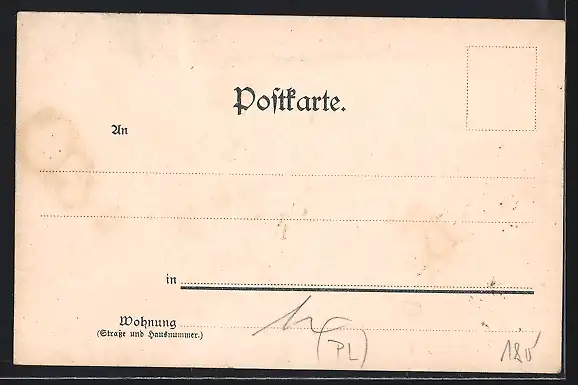 Postkarte.
An
in
Wohnung
(Straße und Hausnummer.)
(PL)
180